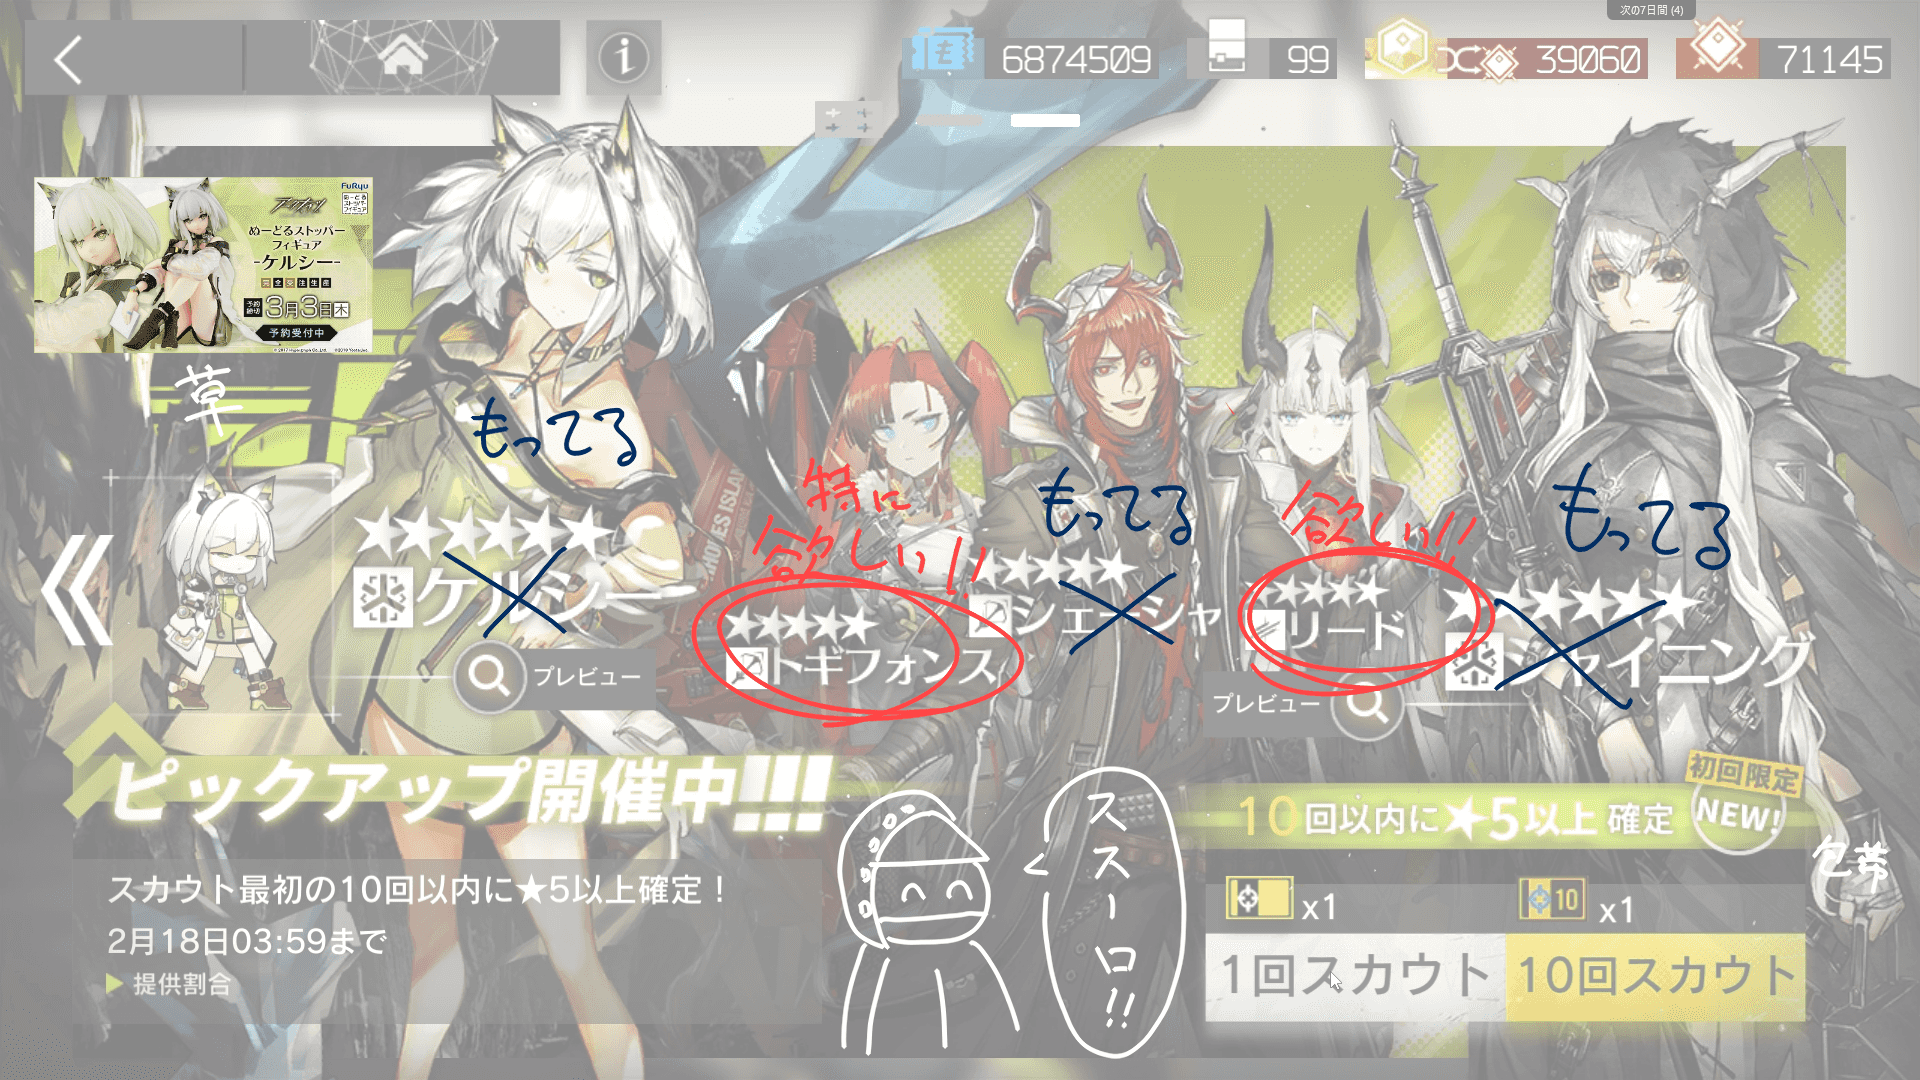 次の7日間 (4)
6874509
99
39060
71145
FuRyu
アークナイツ
ぬーどるストッパー
フィギュア
-ケルシー-
完全受注生産
予約締切
3月3日木
予約受付中
草
もってる
特に
欲しい!!
もってる
欲しい!!
もってる
★★★★★★
ケルシー
プレビュー
★★★★★
トギフォンス
★★★★★
シェーシャ
★★★★★
リード
プレビュー
★★★★★★
シャイニング
ピックアップ開催中!!!
スカウト最初の10回以内に★5以上確定！
2月18日03:59まで
提供割合
ススーロ!!
初回限定
NEW!
10回以内に★5以上 確定
包帯
x1
10
x1
1回スカウト
10回スカウト